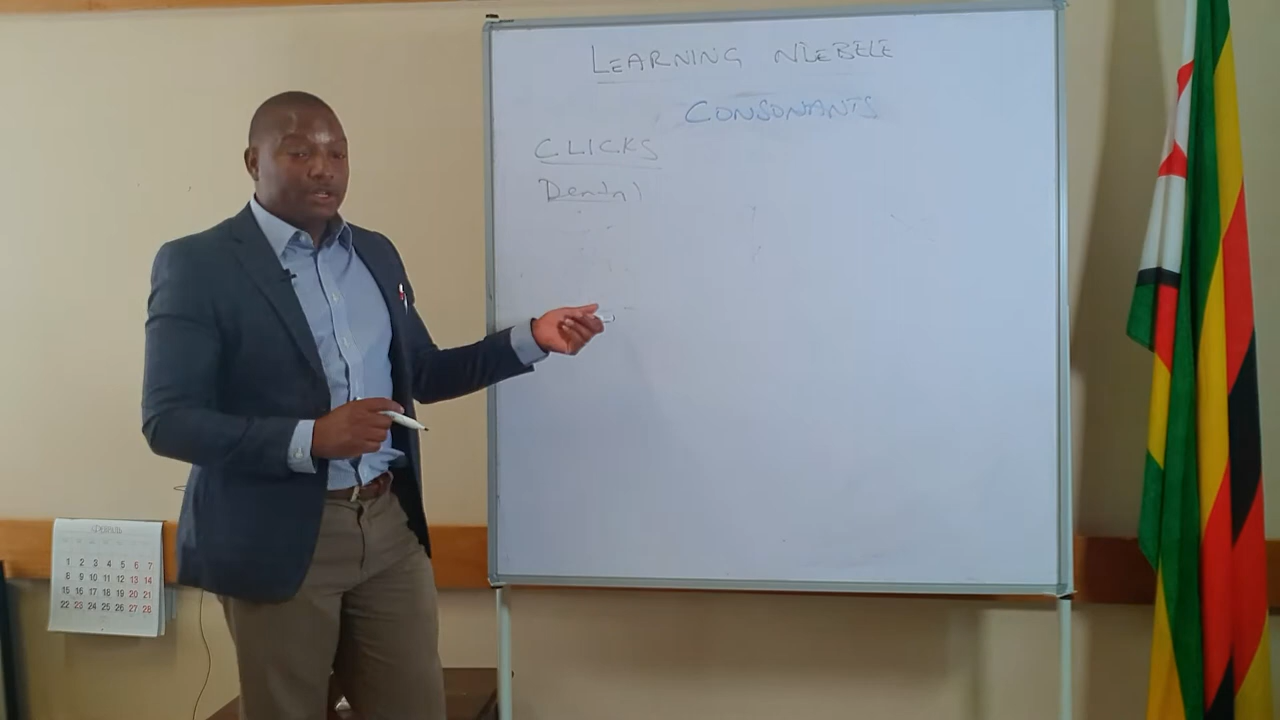 LEARNING NDEBELE
CONSONANTS
CLICKS
Dental
Февраль
1 2 3 4 5 6 7
8 9 10 11 12 13 14
15 16 17 18 19 20 21
22 23 24 25 26 27 28